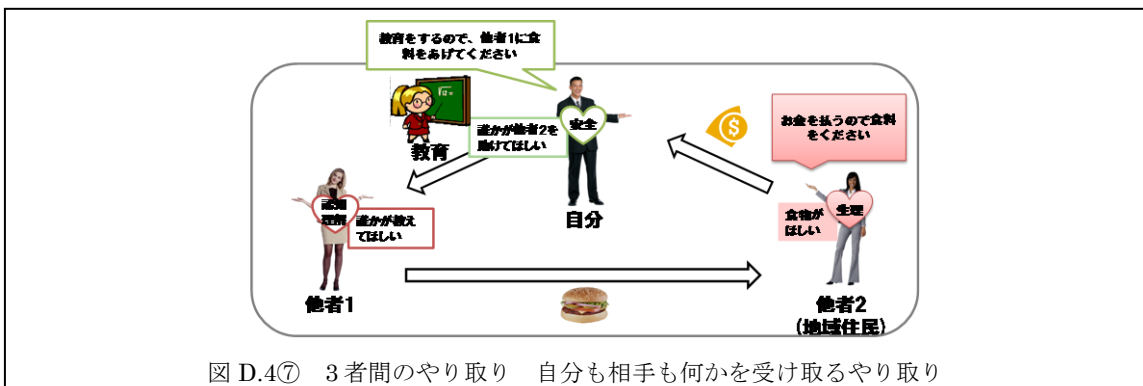 教育をするので、他者1に食
料をあげてください
安全
お金を払うので食料
をください
誰かが他者2を
助けてほしい
教育
理解
誰かが教え
てほしい
自分
食物が
ほしい
生理
他者1
他者2
(地域住民)
図 D.4⑦ 3者間のやり取り 自分も相手も何かを受け取るやり取り